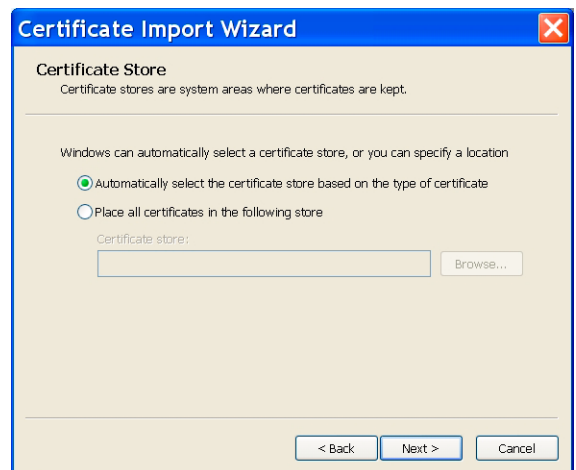 Certificate Import Wizard
Certificate Store
Certificate stores are system areas where certificates are kept.
Windows can automatically select a certificate store, or you can specify a location
Automatically select the certificate store based on the type of certificate
Place all certificates in the following store
Certificate store:
Browse...
< Back Next > Cancel